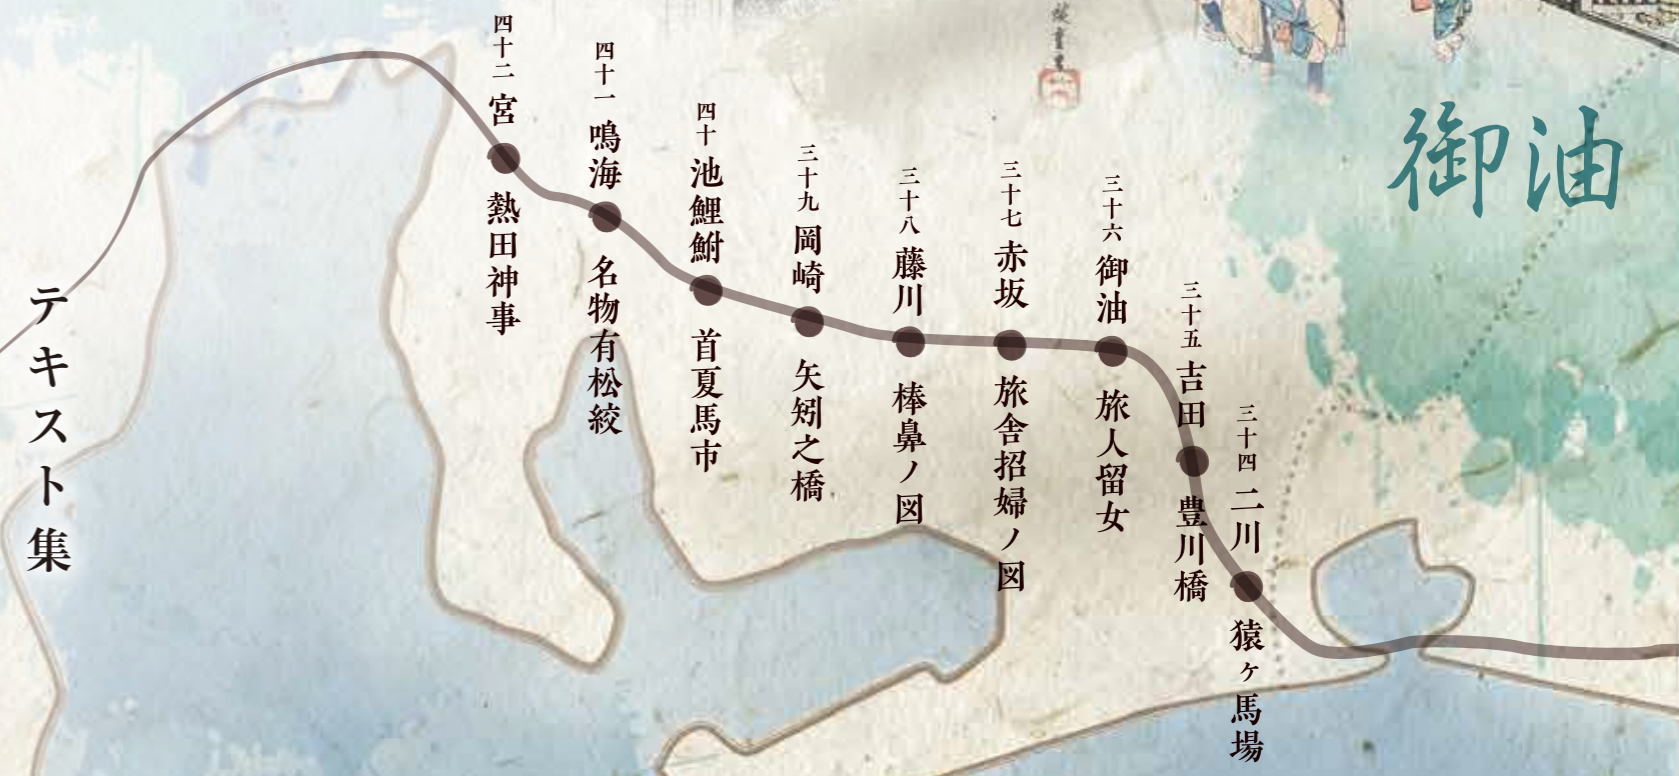 御油
三十四 二川
猿ヶ馬場
三十五 吉田
豊川橋
三十六 御油
旅人留女
三十七 赤坂
旅舎招婦ノ図
三十八 藤川
棒鼻ノ図
三十九 岡崎
矢矧之橋
四十 池鯉鮒
首夏馬市
四十一 鳴海
名物有松絞
四十二 宮
熱田神事
テキスト集